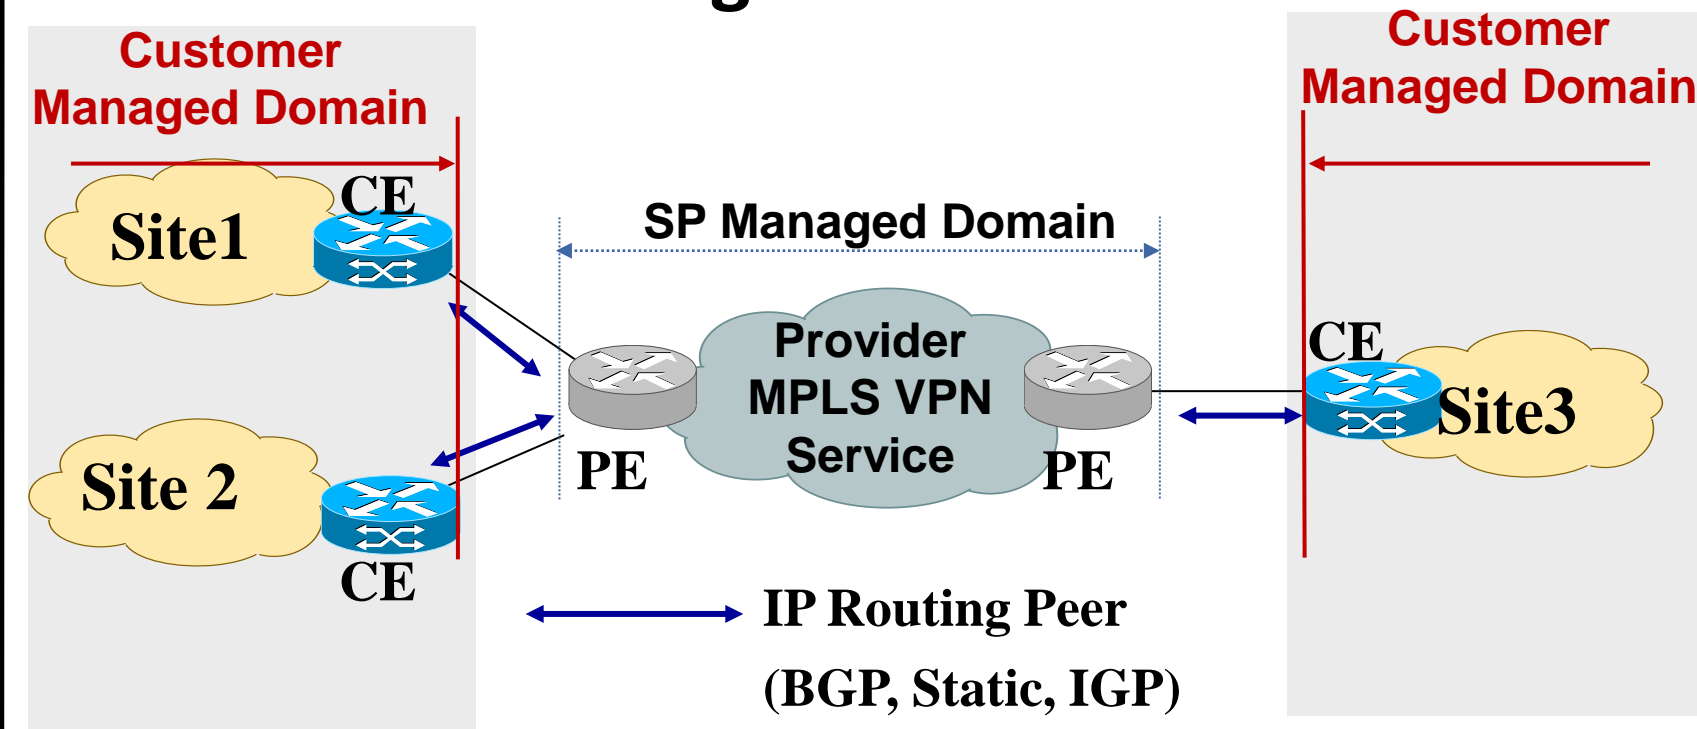 Customer
Managed Domain
Customer
Managed Domain
CE
Site1
SP Managed Domain
Provider
MPLS VPN
Service
PE
PE
CE
Site3
Site 2
CE
IP Routing Peer
(BGP, Static, IGP)